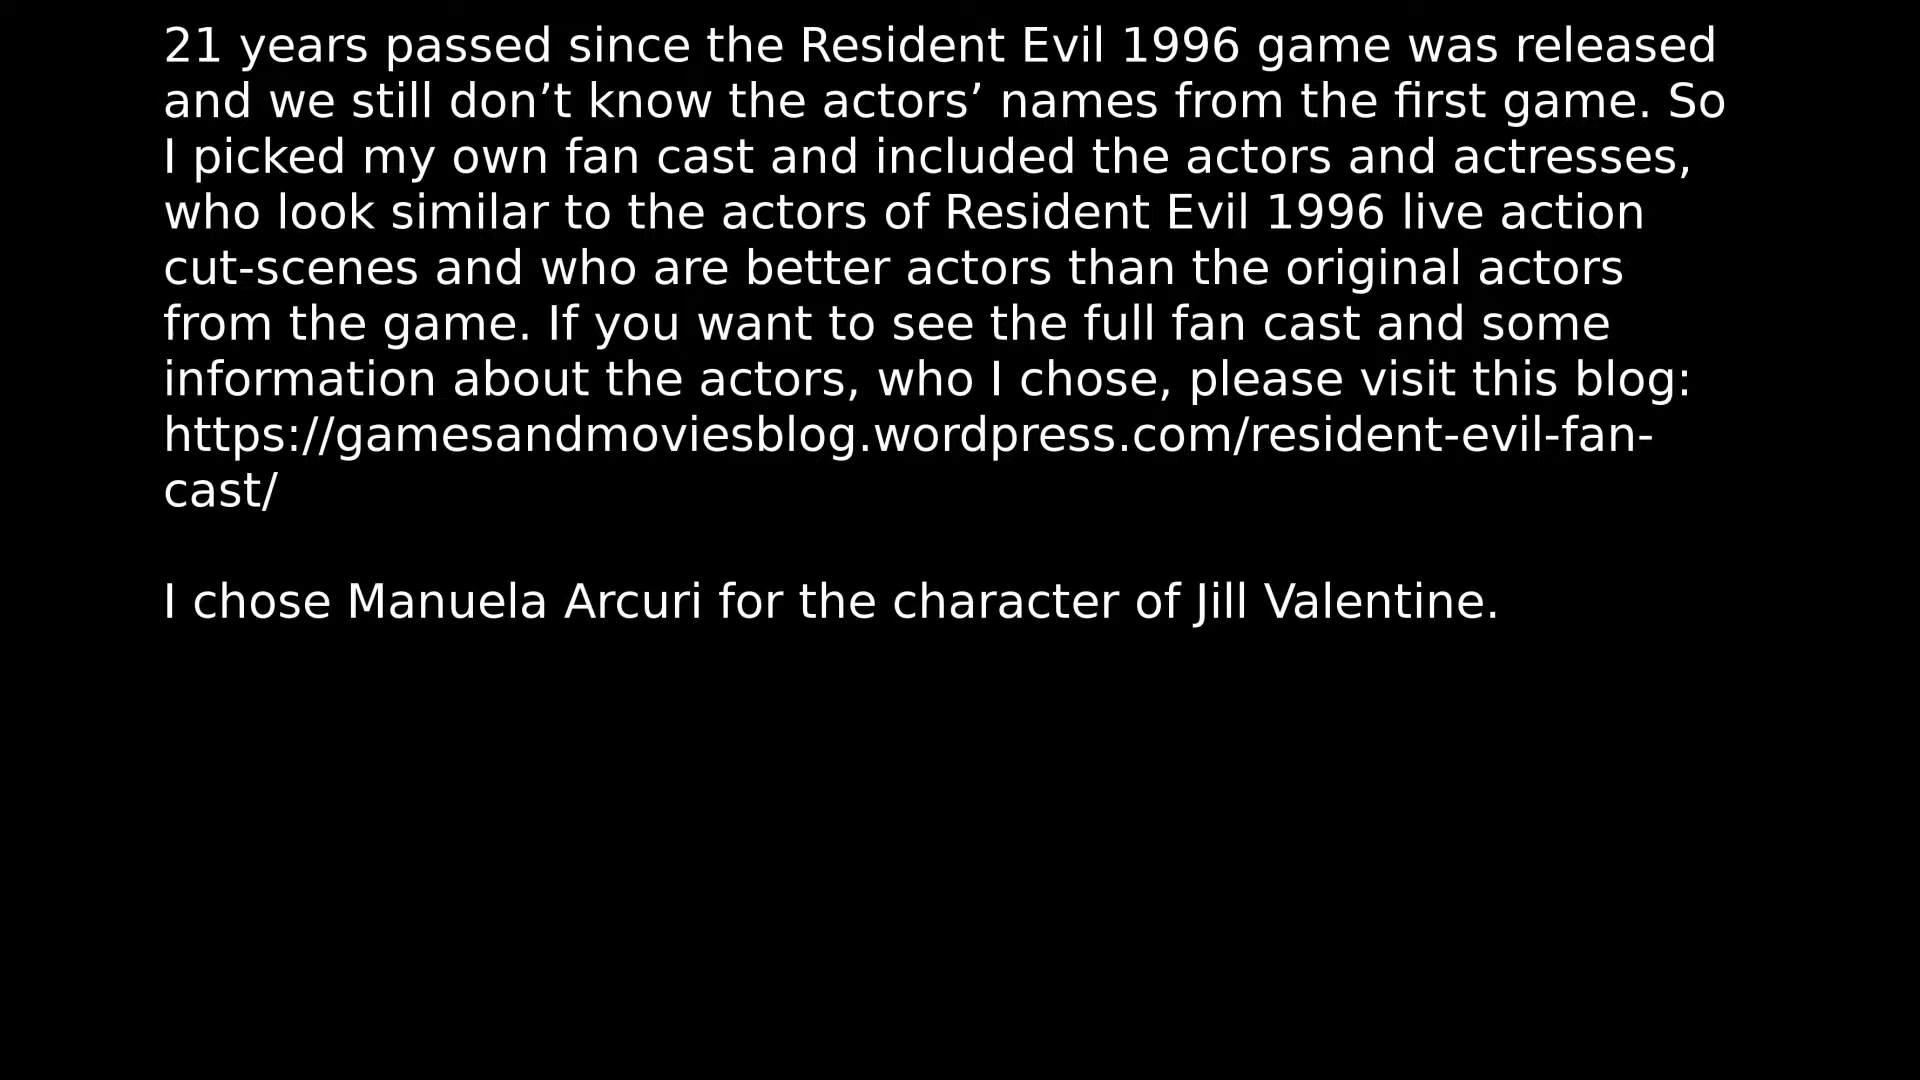 21 years passed since the Resident Evil 1996 game was released
and we still don’t know the actors’ names from the first game. So
I picked my own fan cast and included the actors and actresses,
who look similar to the actors of Resident Evil 1996 live action
cut-scenes and who are better actors than the original actors
from the game. If you want to see the full fan cast and some
information about the actors, who I chose, please visit this blog:
https://gamesandmoviesblog.wordpress.com/resident-evil-fan-
cast/
I chose Manuela Arcuri for the character of Jill Valentine.